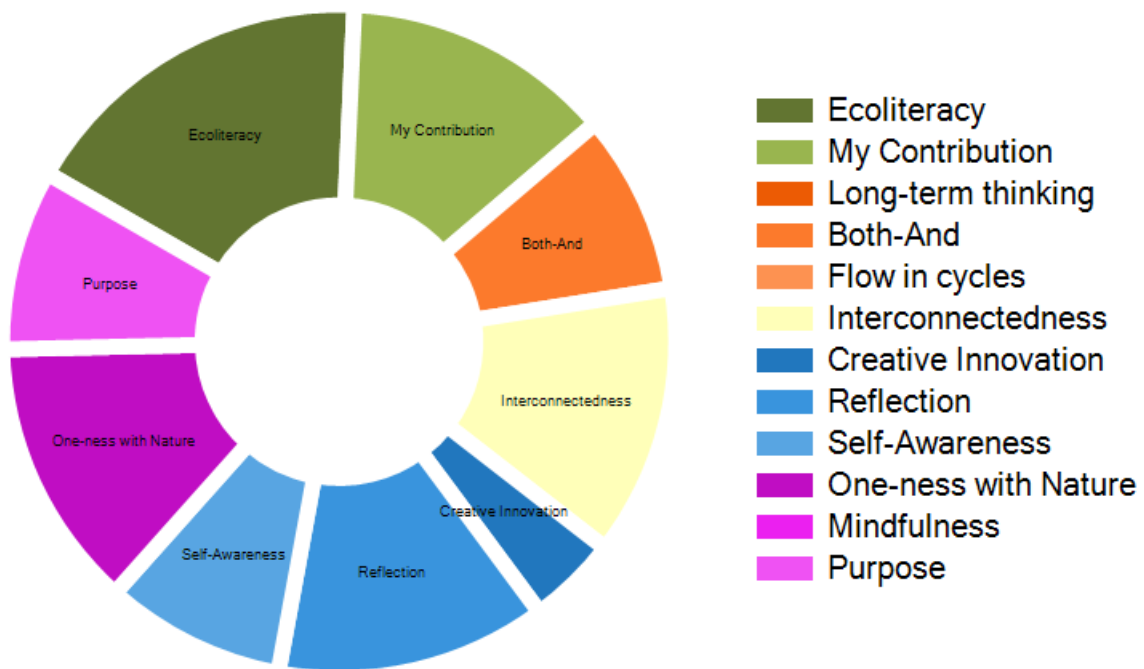 Ecoliteracy
My Contribution
Both-And
Purpose
Interconnectedness
One-ness with Nature
Creative Innovation
Self-Awareness
Reflection
Ecoliteracy
My Contribution
Long-term thinking
Both-And
Flow in cycles
Interconnectedness
Creative Innovation
Reflection
Self-Awareness
One-ness with Nature
Mindfulness
Purpose